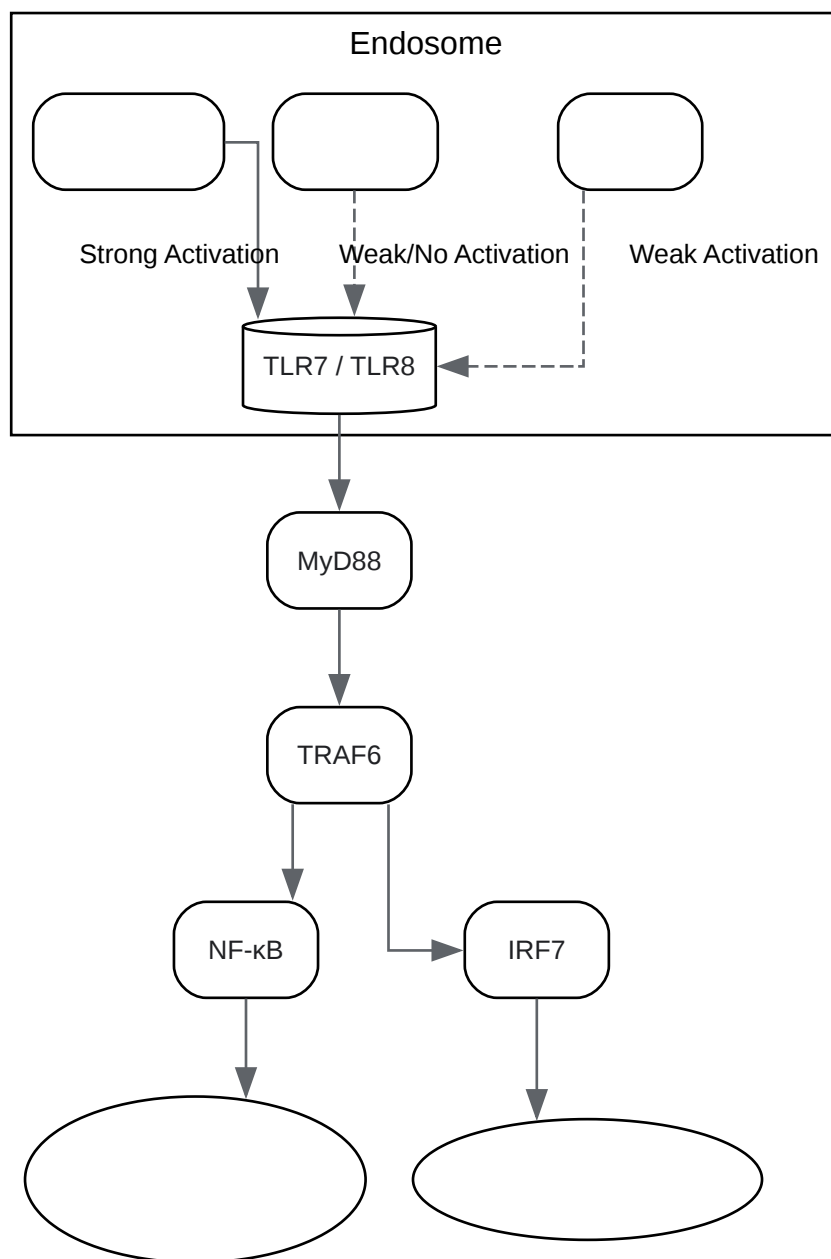 Endosome
Strong Activation
Weak/No Activation
Weak Activation
TLR7 / TLR8
MyD88
TRAF6
NF-κB
IRF7